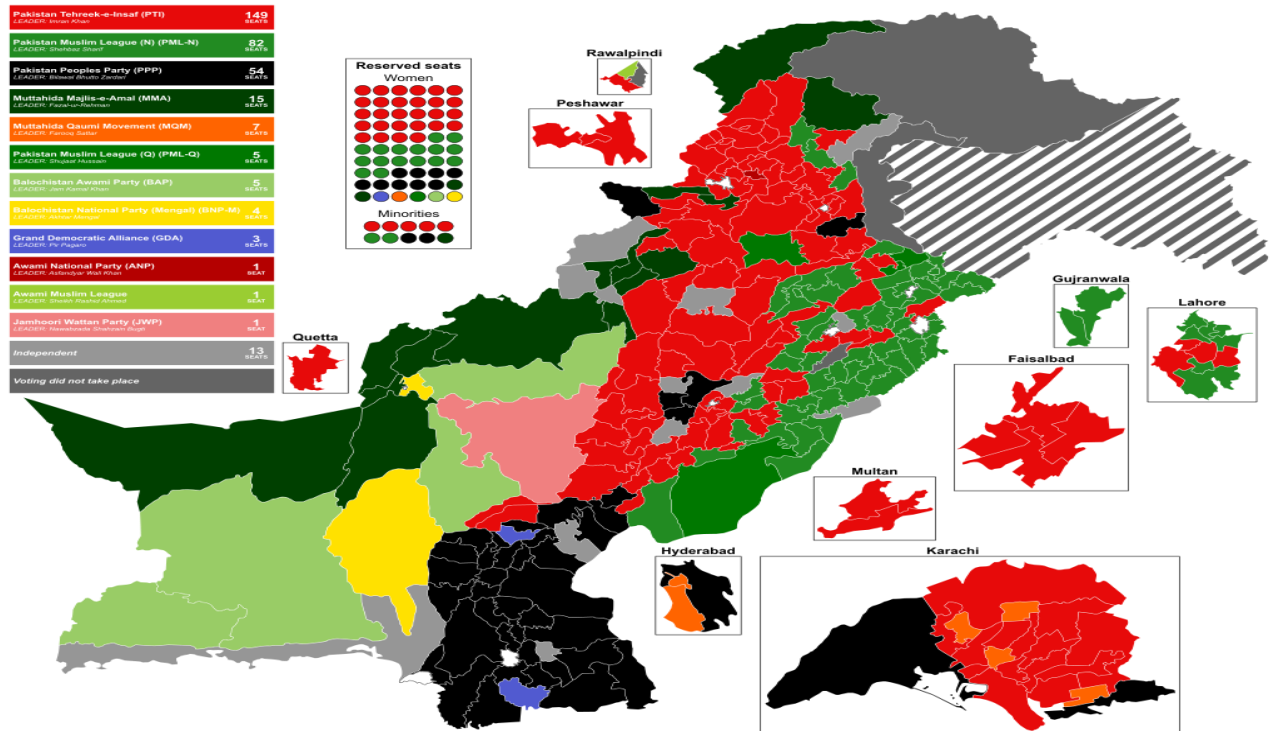 Pakistan Tehreek-e-Insaf (PTI) 149
LEADER: Imran Khan SEATS
Pakistan Muslim League (N) (PML-N) 82
LEADER: Shehbaz Sharif SEATS
Pakistan Peoples Party (PPP) 54
LEADER: Bilawal Bhutto Zardari SEATS
Muttahida Majlis-e-Amal (MMA) 15
LEADER: Fazal-ur-Rehman SEATS
Muttahida Qaumi Movement (MQM) 7
LEADER: Farooq Sattar SEATS
Pakistan Muslim League (Q) (PML-Q) 5
LEADER: Shujaat Hussain SEATS
Balochistan Awami Party (BAP) 5
LEADER: Jam Kamal Khan SEATS
Balochistan National Party (Mengal) (BNP-M) 4
LEADER: Akhtar Mengal SEATS
Grand Democratic Alliance (GDA) 3
LEADER: Pir Pagaro SEATS
Awami National Party (ANP) 1
LEADER: Asfandyar Wali Khan SEAT
Awami Muslim League 1
LEADER: Sheikh Rashid Ahmed SEAT
Jamhoori Wattan Party (JWP) 1
LEADER: Nawabzada Shahzain Bugti SEAT
Independent 13
SEATS
Voting did not take place
Reserved seats
Women
Minorities
Rawalpindi
Peshawar
Quetta
Gujranwala
Lahore
Faisalbad
Multan
Hyderabad
Karachi